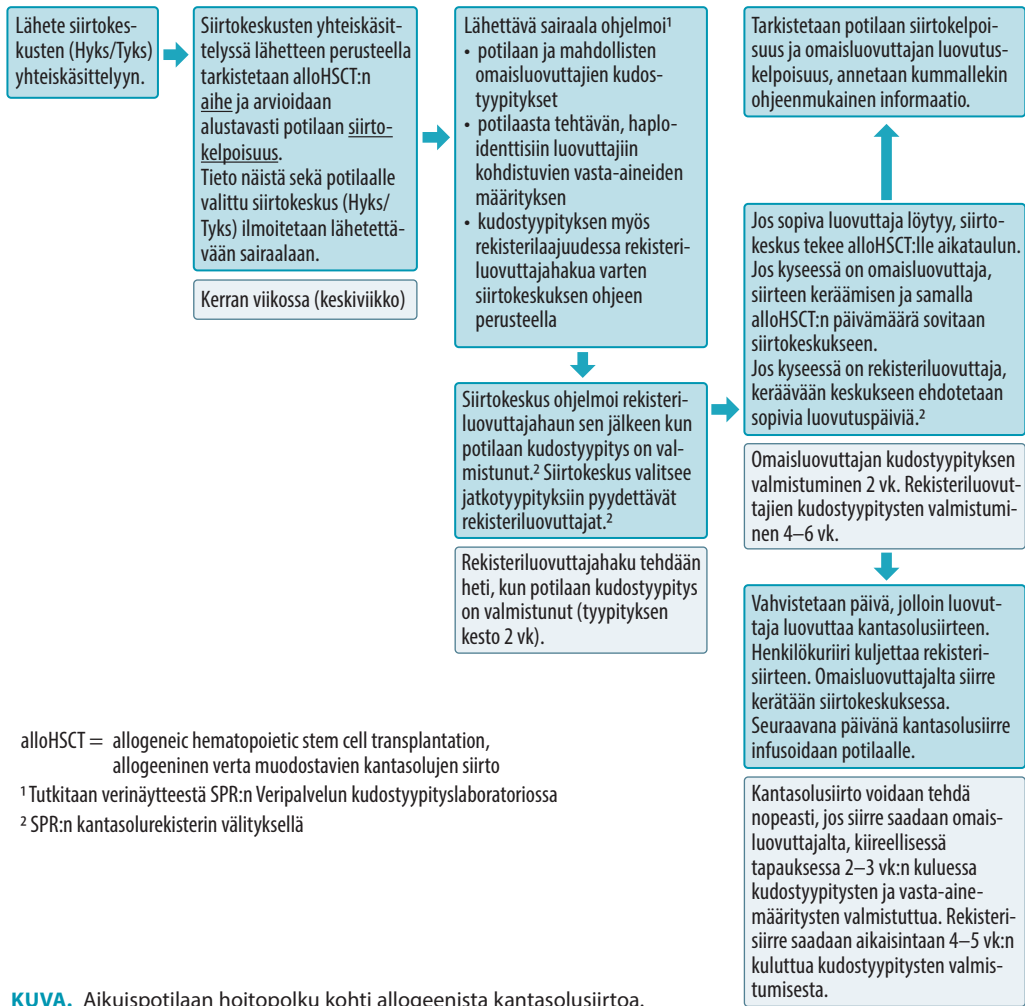 Lähete siirtokes-
kusten (Hyks/Tyks)
yhteiskäsittelyyn.
Siirtokeskusten yhteiskäsit-
telyssä lähetteen perusteella
tarkistetaan alloHSCT:n
aihe ja arvioidaan
alustavasti potilaan siirto-
kelpoisuus.
Tieto näistä sekä potilaalle
valittu siirtokeskus (Hyks/
Tyks) ilmoitetaan lähetettä-
vään sairaalaan.
Kerran viikossa (keskiviikko)
Lähettävä sairaala ohjelmoi¹
• potilaan ja mahdollisten
omaisluovuttajien kudos-
tyypitykset
• potilaasta tehtävän, haplo-
identtisiin luovuttajiin
kohdistuvien vasta-aineiden
määrityksen
• kudostyypityksen myös
rekisterilaajuudessa rekisteri-
luovuttajahakua varten
siirtokeskuksen ohjeen
perusteella
Siirtokeskus ohjelmoi rekisteri-
luovuttajahaun sen jälkeen kun
potilaan kudostyypitys on val-
mistunut.² Siirtokeskus valitsee
jatkotyypityksiin pyydettävät
rekisteriluovuttajat.²
Rekisteriluovuttajahaku tehdään
heti, kun potilaan kudostyypitys
on valmistunut (tyypityksen
kesto 2 vk).
Tarkistetaan potilaan siirtokelpoi-
suus ja omaisluovuttajan luovutus-
kelpoisuus, annetaan kummallekin
ohjeenmukainen informaatio.
Jos sopiva luovuttaja löytyy, siirto-
keskus tekee alloHSCT:lle aikataulun.
Jos kyseessä on omaisluovuttaja,
siirteen keräämisen ja samalla
alloHSCT:n päivämäärä sovitaan
siirtokeskukseen.
Jos kyseessä on rekisteriluovuttaja,
keräävään keskukseen ehdotetaan
sopivia luovutuspäiviä.²
Omaisluovuttajan kudostyypityksen
valmistuminen 2 vk. Rekisteriluovut-
tajien kudostyypitysten valmistumi-
nen 4–6 vk.
Vahvistetaan päivä, jolloin luovut-
taja luovuttaa kantasolusiirteen.
Henkilökuriiri kuljettaa rekisteri-
siirteen. Omaisluovuttajalta siirre
kerätään siirtokeskuksessa.
Seuraavana päivänä kantasolusiirre
infusoidaan potilaalle.
Kantasolusiirto voidaan tehdä
nopeasti, jos siirre saadaan omais-
luovuttajalta, kiireellisessä
tapauksessa 2–3 vk:n kuluessa
kudostyypitysten ja vasta-aine-
määritysten valmistuttua. Rekisteri-
siirre saadaan aikaisintaan 4–5 vk:n
kuluttua kudostyypitysten valmis-
tumisesta.
alloHSCT = allogeneic hematopoietic stem cell transplantation,
allogeeninen verta muodostavien kantasolujen siirto
¹ Tutkitaan verinäytteestä SPR:n Veripalvelun kudostyypityslaboratoriossa
² SPR:n kantasolurekisterin välityksellä
KUVA. Aikuispotilaan hoitopolku kohti allogeenista kantasolusiirtoa.